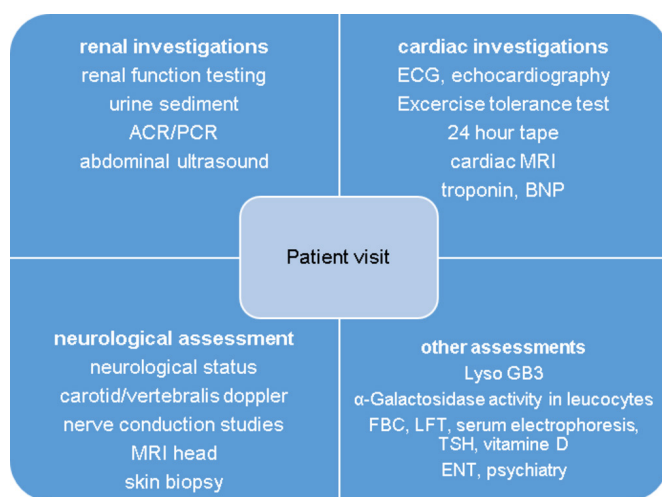 renal investigations
renal function testing
urine sediment
ACR/PCR
abdominal ultrasound
cardiac investigations
ECG, echocardiography
Excercise tolerance test
24 hour tape
cardiac MRI
troponin, BNP
Patient visit
neurological assessment
neurological status
carotid/vertebralis doppler
nerve conduction studies
MRI head
skin biopsy
other assessments
Lyso GB3
α-Galactosidase activity in leucocytes
FBC, LFT, serum electrophoresis,
TSH, vitamine D
ENT, psychiatry